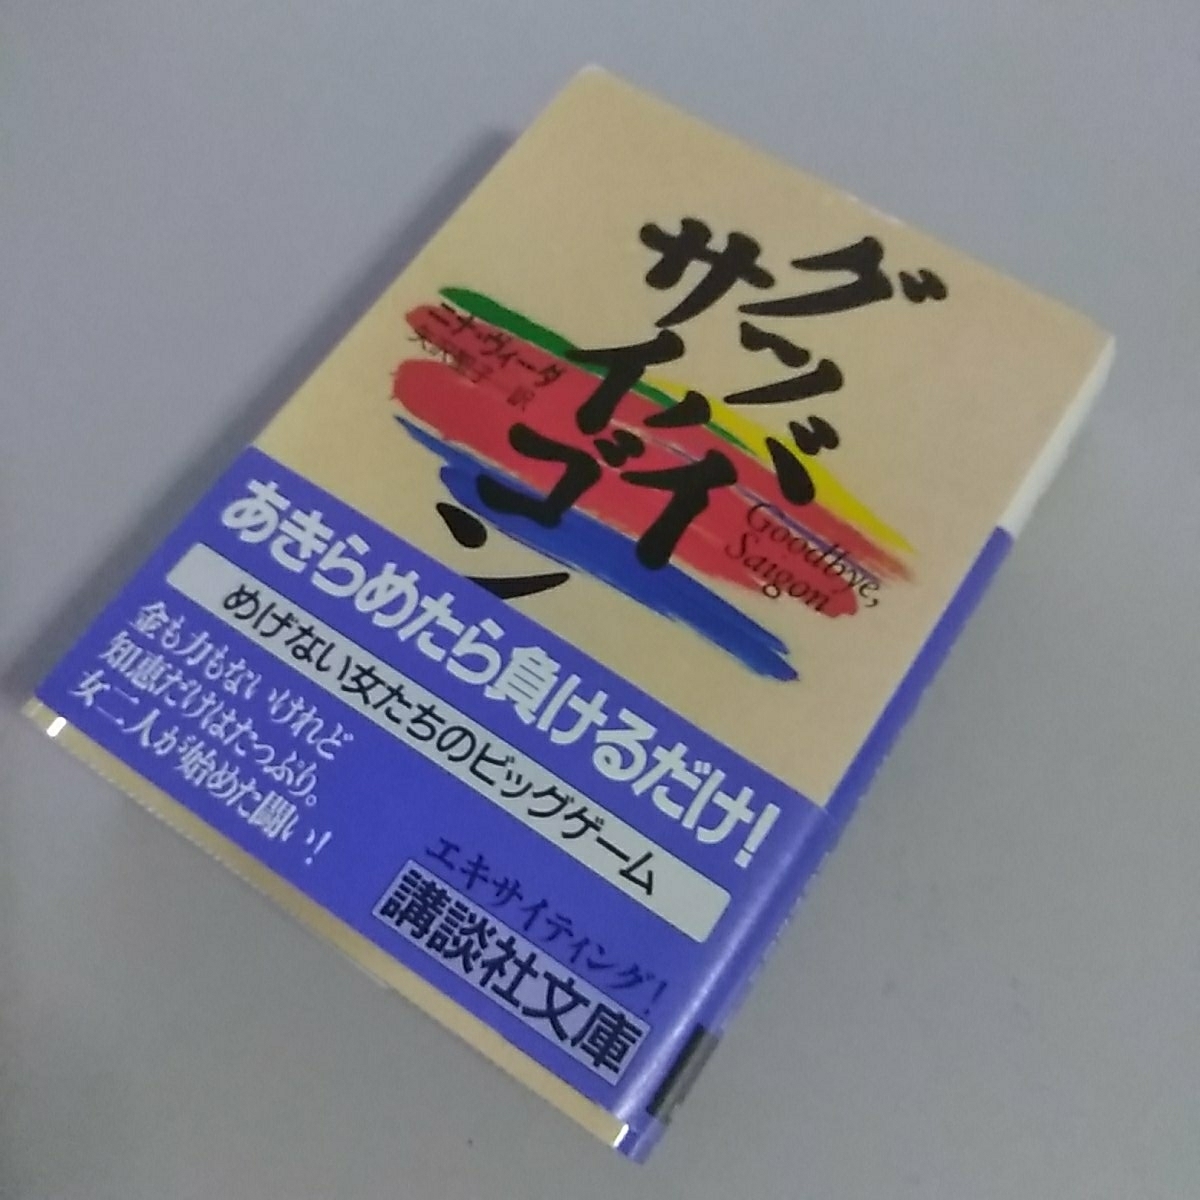 グッバイ
サイゴン
Goodbye,
Saigon
ニナ・ヴィーダ
矢沢聖子 訳
あきらめたら負けるだけ!
めげない女たちのビッグゲーム
金も力もないけれど
知恵だけはたっぷり。
女二人が始めた闘い!
エキサイティング!
講談社文庫